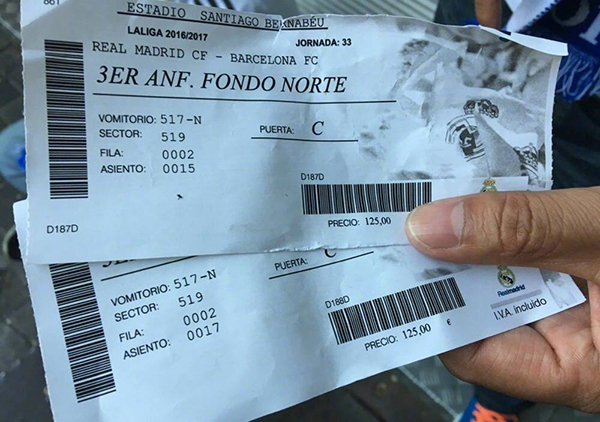 861
ESTADIO SANTIAGO BERNABÉU
LALIGA 2016/2017 JORNADA: 33
REAL MADRID CF - BARCELONA FC
3ER ANF. FONDO NORTE
VOMITORIO: 517-N
SECTOR: 519
PUERTA: C
FILA: 0002
ASIENTO: 0015
D187D
D187D
PRECIO: 125,00
VOMITORIO: 517-N
SECTOR: 519
PUERTA: C
FILA: 0002
ASIENTO: 0017
D188D
PRECIO: 125,00 €
Realmadrid
I.V.A. incluido